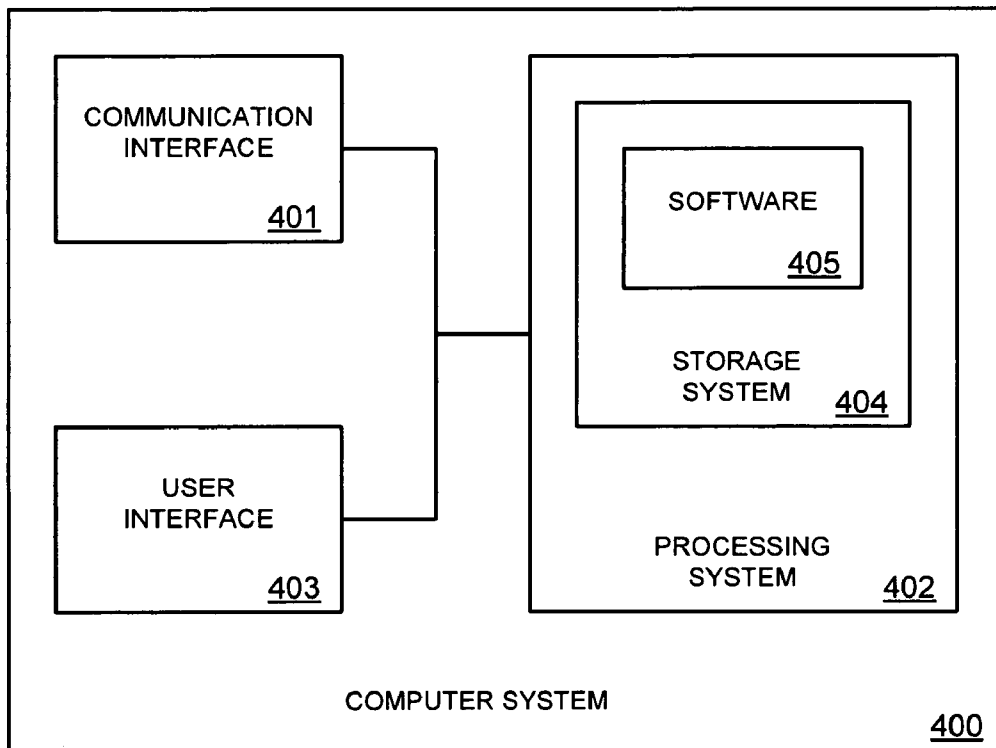 COMMUNICATION
INTERFACE
401
SOFTWARE
405
STORAGE
SYSTEM
404
USER
INTERFACE
403
PROCESSING
SYSTEM
402
COMPUTER SYSTEM
400